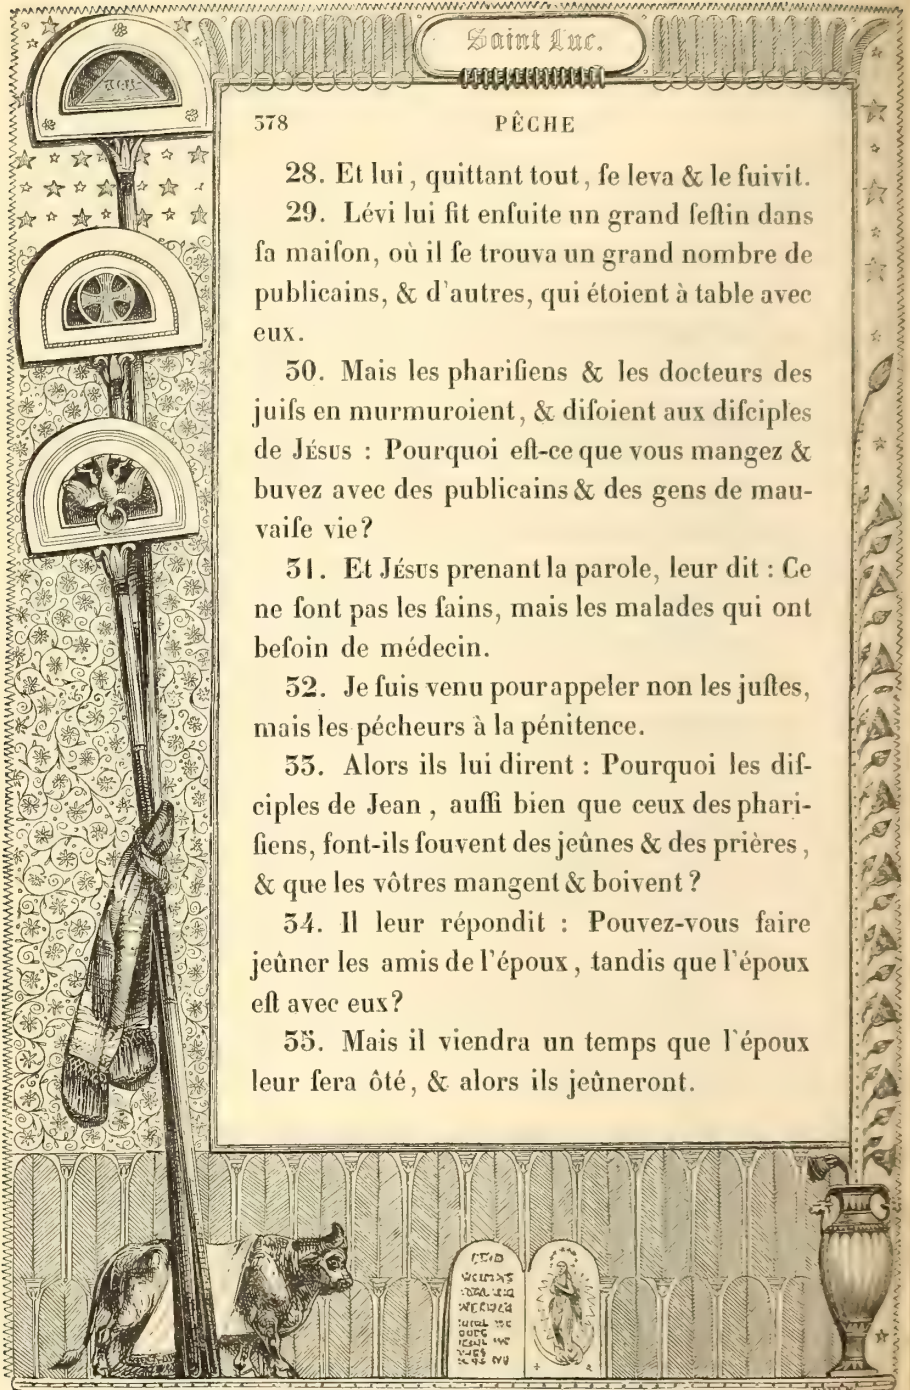 Saint Luc.
378 PÊCHE
28. Et lui, quittant tout, ſe leva & le ſuivit.
29. Lévi lui fit enſuite un grand feſtin dans
ſa maiſon, où il ſe trouva un grand nombre de
publicains, & d'autres, qui étoient à table avec
eux.
30. Mais les phariſiens & les docteurs des
juifs en murmuroient, & diſoient aux diſciples
de JÉSUS : Pourquoi eſt-ce que vous mangez &
buvez avec des publicains & des gens de mau-
vaiſe vie?
31. Et JÉSUS prenant la parole, leur dit : Ce
ne ſont pas les ſains, mais les malades qui ont
beſoin de médecin.
32. Je ſuis venu pour appeler non les juſtes,
mais les pécheurs à la pénitence.
33. Alors ils lui dirent : Pourquoi les diſ-
ciples de Jean, auſſi bien que ceux des phari-
ſiens, font-ils ſouvent des jeûnes & des prières,
& que les vôtres mangent & boivent?
34. Il leur répondit : Pouvez-vous faire
jeûner les amis de l'époux, tandis que l'époux
eſt avec eux?
35. Mais il viendra un temps que l'époux
leur ſera ôté, & alors ils jeûneront.